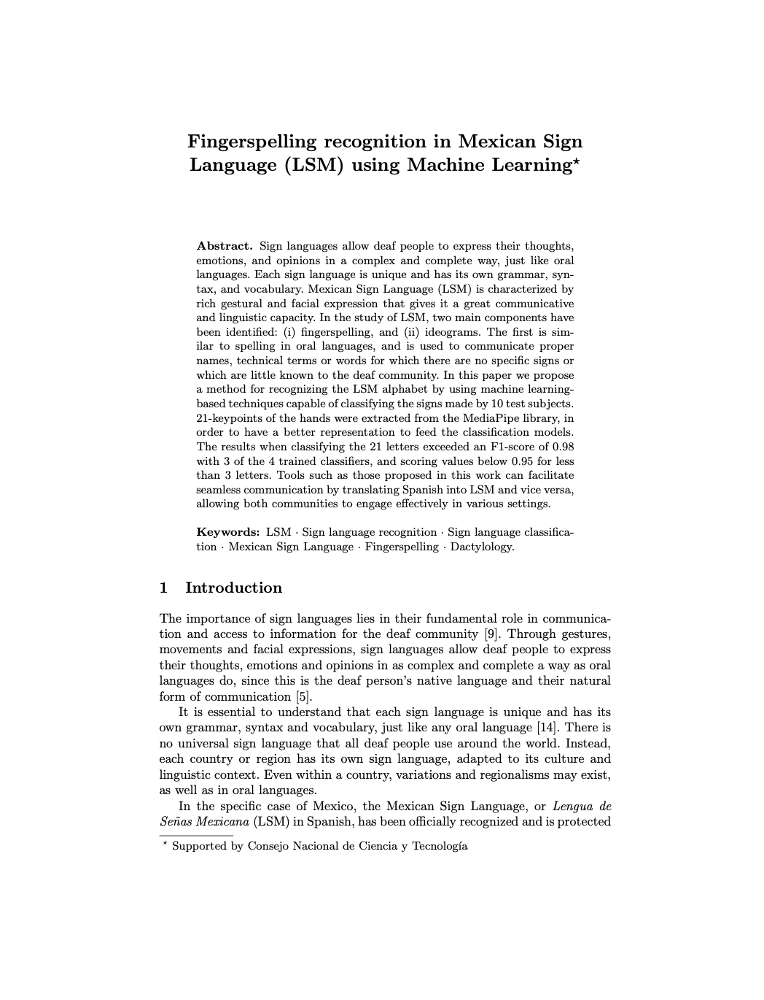 Fingerspelling recognition in Mexican Sign
Language (LSM) using Machine Learning⋆
Abstract. Sign languages allow deaf people to express their thoughts,
emotions, and opinions in a complex and complete way, just like oral
languages. Each sign language is unique and has its own grammar, syn-
tax, and vocabulary. Mexican Sign Language (LSM) is characterized by
rich gestural and facial expression that gives it a great communicative
and linguistic capacity. In the study of LSM, two main components have
been identified: (i) fingerspelling, and (ii) ideograms. The first is sim-
ilar to spelling in oral languages, and is used to communicate proper
names, technical terms or words for which there are no specific signs or
which are little known to the deaf community. In this paper we propose
a method for recognizing the LSM alphabet by using machine learning-
based techniques capable of classifying the signs made by 10 test subjects.
21-keypoints of the hands were extracted from the MediaPipe library, in
order to have a better representation to feed the classification models.
The results when classifying the 21 letters exceeded an F1-score of 0.98
with 3 of the 4 trained classifiers, and scoring values below 0.95 for less
than 3 letters. Tools such as those proposed in this work can facilitate
seamless communication by translating Spanish into LSM and vice versa,
allowing both communities to engage effectively in various settings.
Keywords: LSM · Sign language recognition · Sign language classifica-
tion · Mexican Sign Language · Fingerspelling · Dactylology.
1 Introduction
The importance of sign languages lies in their fundamental role in communica-
tion and access to information for the deaf community [9]. Through gestures,
movements and facial expressions, sign languages allow deaf people to express
their thoughts, emotions and opinions in as complex and complete a way as oral
languages do, since this is the deaf person's native language and their natural
form of communication [5].
It is essential to understand that each sign language is unique and has its
own grammar, syntax and vocabulary, just like any oral language [14]. There is
no universal sign language that all deaf people use around the world. Instead,
each country or region has its own sign language, adapted to its culture and
linguistic context. Even within a country, variations and regionalisms may exist,
as well as in oral languages.
In the specific case of Mexico, the Mexican Sign Language, or Lengua de
Señas Mexicana (LSM) in Spanish, has been officially recognized and is protected
⋆ Supported by Consejo Nacional de Ciencia y Tecnología